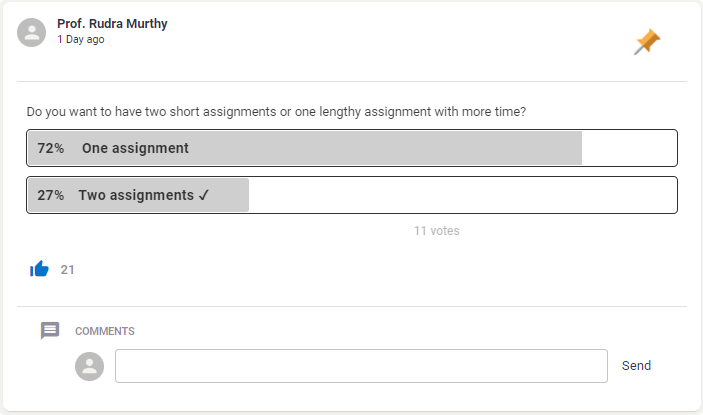 Prof. Rudra Murthy
1 Day ago
Do you want to have two short assignments or one lengthy assignment with more time?
72% One assignment
27% Two assignments ✓
11 votes
21
COMMENTS
Send